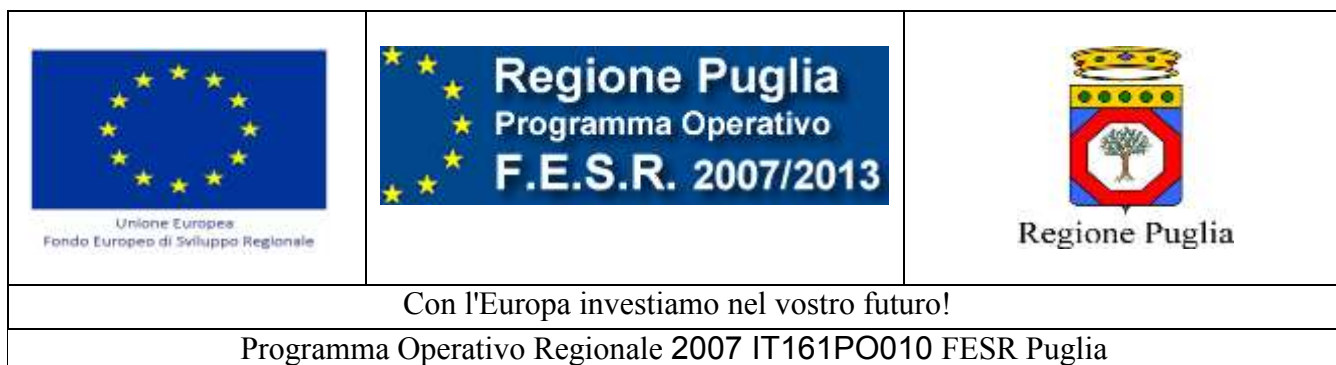 Unione Europea
Fondo Europeo di Sviluppo Regionale
Regione Puglia
Programma Operativo
F.E.S.R. 2007/2013
Regione Puglia
Con l'Europa investiamo nel vostro futuro!
Programma Operativo Regionale 2007 IT161PO010 FESR Puglia